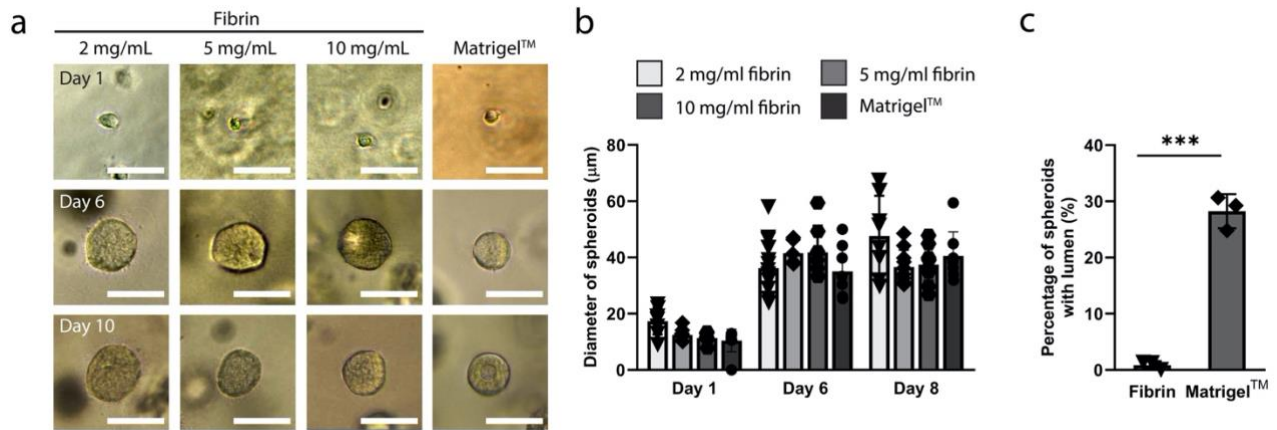 a
Fibrin
2 mg/mL
5 mg/mL
10 mg/mL
Matrigel™
Day 1
Day 6
Day 10
b
2 mg/ml fibrin
5 mg/ml fibrin
10 mg/ml fibrin
Matrigel™
Diameter of spheroids (μm)
80
60
40
20
0
Day 1
Day 6
Day 8
c
***
Percentage of spheroids
with lumen (%)
40
30
20
10
0
Fibrin
Matrigel™